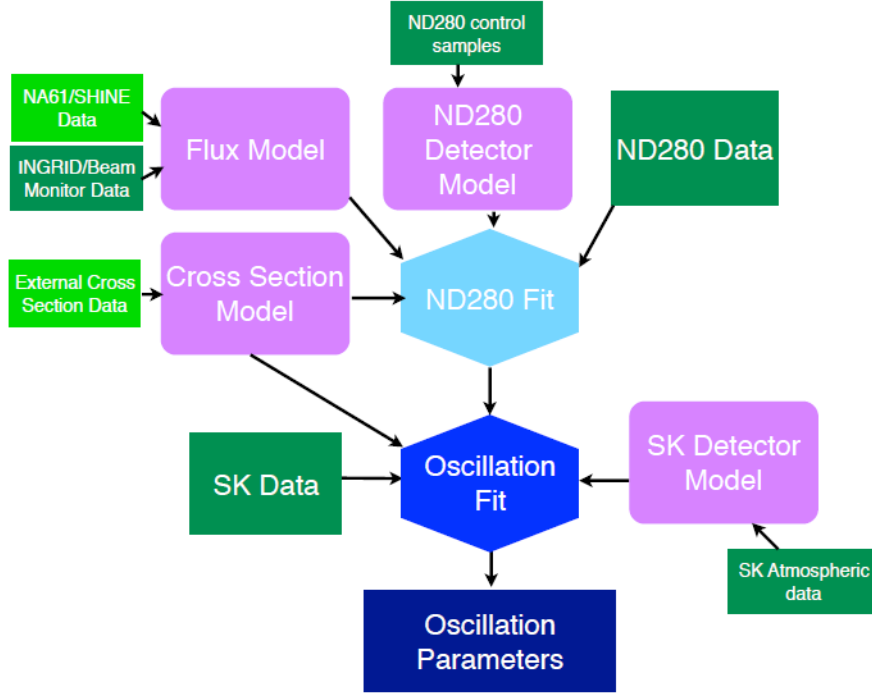 ND280 control
samples
NA61/SHINE
Data
INGRID/Beam
Monitor Data
Flux Model
ND280
Detector
Model
ND280 Data
External Cross
Section Data
Cross Section
Model
ND280 Fit
SK Data
Oscillation
Fit
SK Detector
Model
SK Atmospheric
data
Oscillation
Parameters